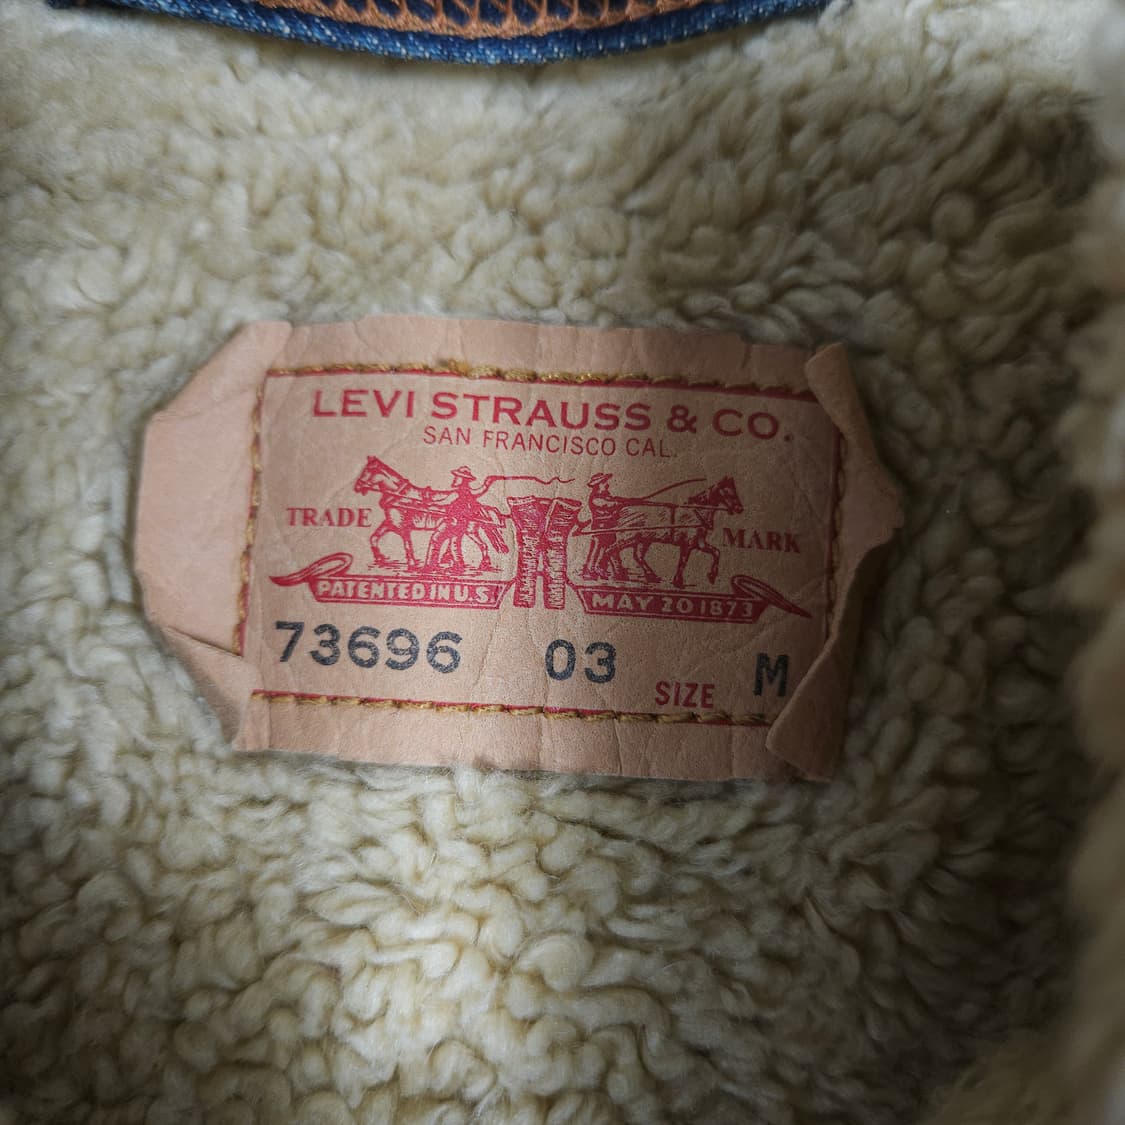 LEVI STRAUSS & CO.
SAN FRANCISCO CAL.
TRADE MARK
PATENTED IN U.S. MAY 20 1873
73696 03 SIZE M